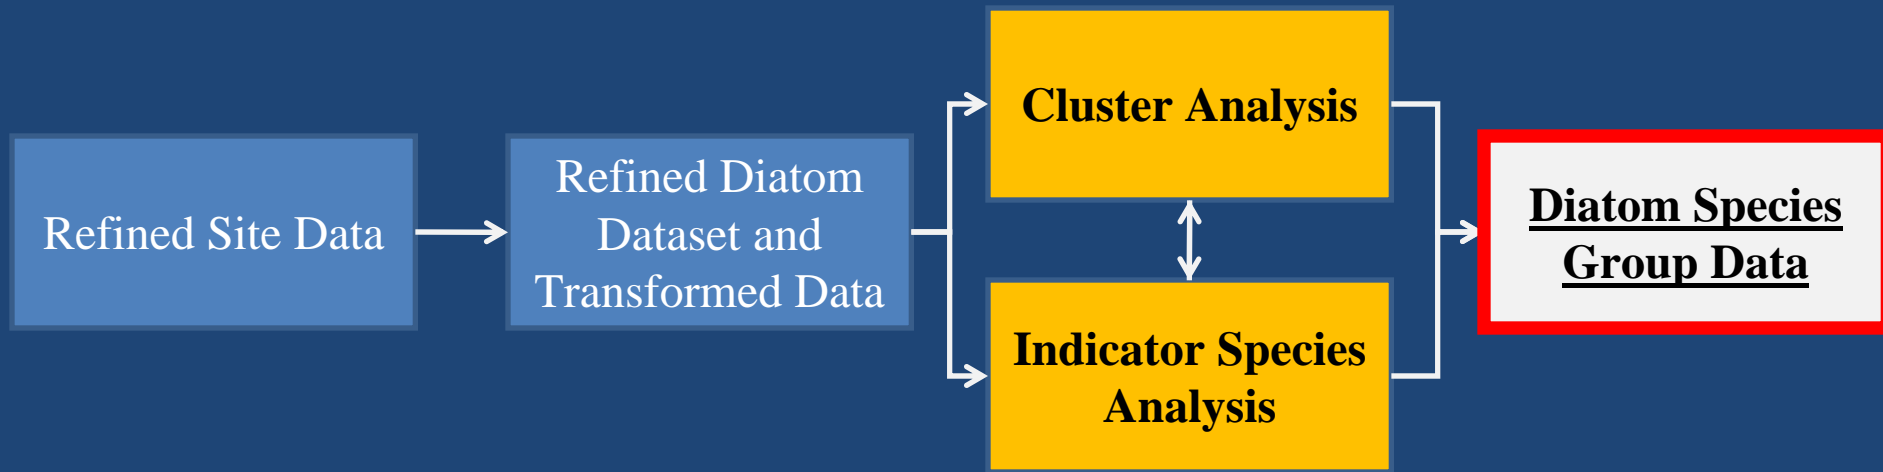 Refined Site Data
Refined Diatom
Dataset and
Transformed Data
Cluster Analysis
Indicator Species
Analysis
Diatom Species
Group Data